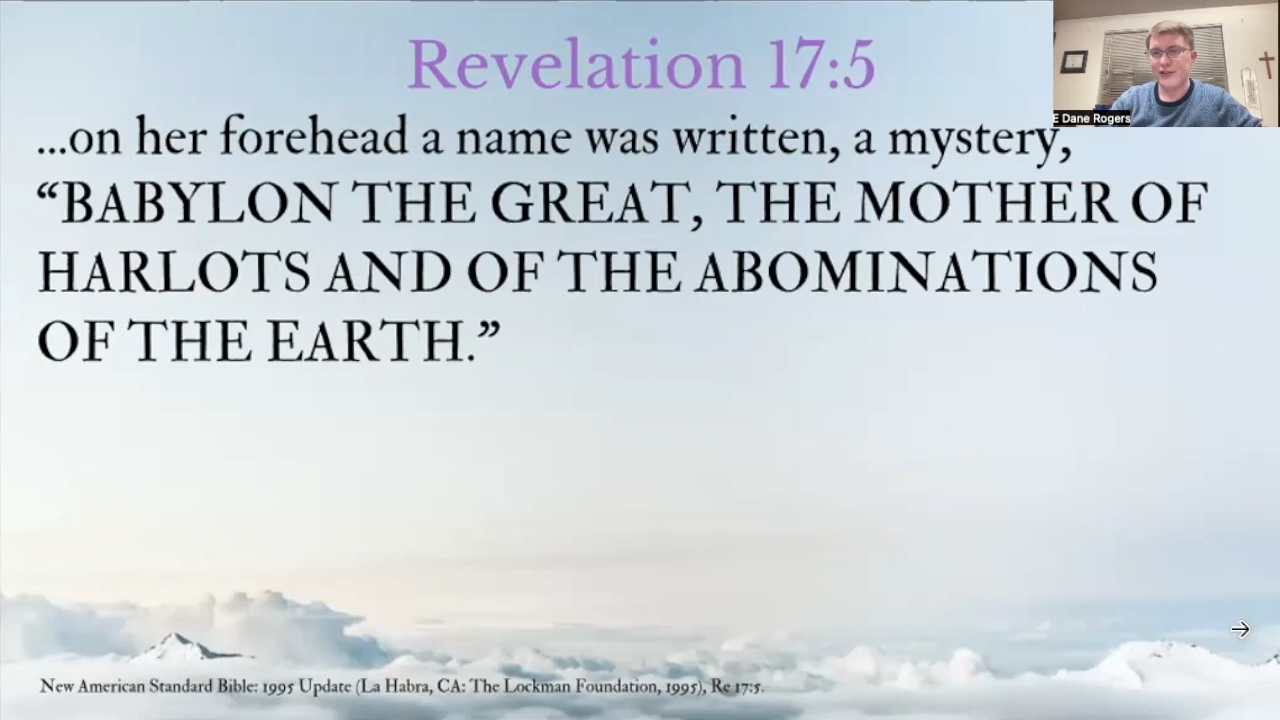 Revelation 17:5
E Dane Rogers
...on her forehead a name was written, a mystery,
“BABYLON THE GREAT, THE MOTHER OF
HARLOTS AND OF THE ABOMINATIONS
OF THE EARTH.”
New American Standard Bible: 1995 Update (La Habra, CA: The Lockman Foundation, 1995), Re 17:5.